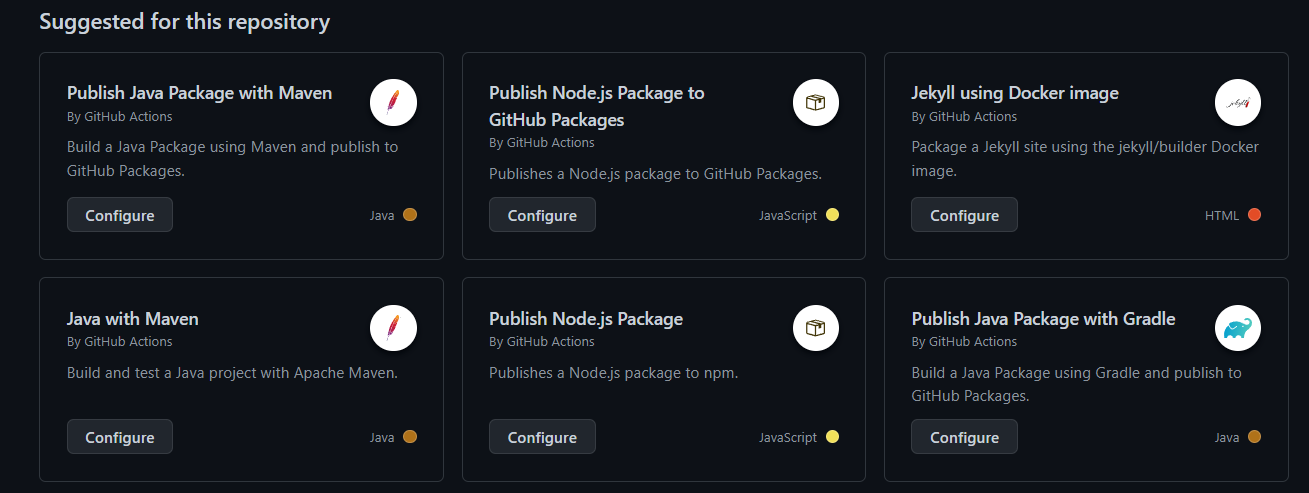 Suggested for this repository
Publish Java Package with Maven
By GitHub Actions
Build a Java Package using Maven and publish to
GitHub Packages.
Configure
Java
Publish Node.js Package to
GitHub Packages
By GitHub Actions
Publishes a Node.js package to GitHub Packages.
Configure
JavaScript
Jekyll using Docker image
By GitHub Actions
Package a Jekyll site using the jekyll/builder Docker
image.
jekyll
Configure
HTML
Java with Maven
By GitHub Actions
Build and test a Java project with Apache Maven.
Configure
Java
Publish Node.js Package
By GitHub Actions
Publishes a Node.js package to npm.
Configure
JavaScript
Publish Java Package with Gradle
By GitHub Actions
Build a Java Package using Gradle and publish to
GitHub Packages.
Configure
Java